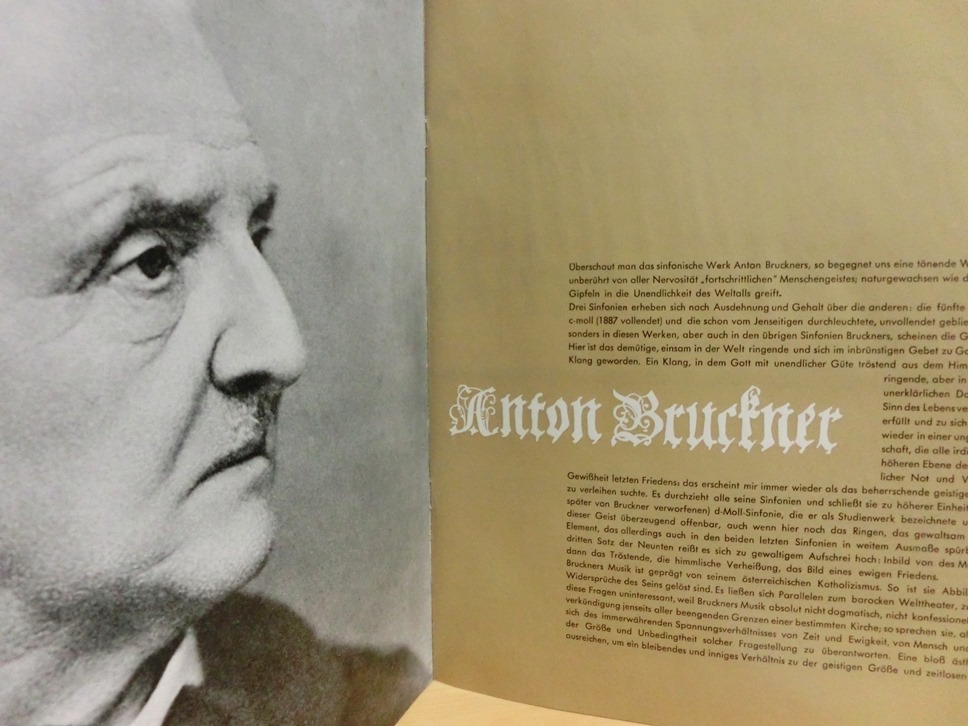 Überschaut man das sinfonische Werk Anton Bruckners, so begegnet uns eine tönende W
unberührt von aller Nervosität „fortschrittlichen" Menschengeistes; naturgewachsen wie d
Gipfeln in die Unendlichkeit des Weltalls greift.
Drei Sinfonien erheben sich nach Ausdehnung und Gehalt über die anderen: die fünfte
c-moll (1887 vollendet) und die schon vom Jenseitigen durchleuchtete, unvollendet geblie
sonders in diesen Werken, aber auch in den übrigen Sinfonien Bruckners, scheinen die G
Hier ist das demütige, einsam in der Welt ringende und sich im inbrünstigen Gebet zu Go
Klang geworden. Ein Klang, in dem Gott mit unendlicher Güte tröstend aus dem Him
ringende, aber in
unerklärlichen Da
Sinn des Lebens ve
erfüllt und zu sich
wieder in einer ung
schaft, die alle irdi
höheren Ebene de
licher Not und V
Anton Bruckner
Gewißheit letzten Friedens: das erscheint mir immer wieder als das beherrschende geistige
zu verleihen suchte. Es durchzieht alle seine Sinfonien und schließt sie zu höherer Einheit
später von Bruckner verworfenen) d-Moll-Sinfonie, die er als Studienwerk bezeichnete u
dieser Geist überzeugend offenbar, auch wenn hier noch das Ringen, das gewaltsam
Element, das allerdings auch in den beiden letzten Sinfonien in weitem Ausmaße spürb
dritten Satz der Neunten reißt es sich zu gewaltigem Aufschrei hoch: Inbild von des M
dann das Tröstende, die himmlische Verheißung, das Bild eines ewigen Friedens.
Bruckners Musik ist geprägt von seinem österreichischen Katholizismus. So ist sie Abbil
Widersprüche des Seins gelöst sind. Es ließen sich Parallelen zum barocken Welttheater, zu
diese Fragen uninteressant, weil Bruckners Musik absolut nicht dogmatisch, nicht konfessionel
verkündigung jenseits aller beengenden Grenzen einer bestimmten Kirche; so sprechen sie, al
sich des immerwährenden Spannungsverhältnisses von Zeit und Ewigkeit, von Mensch und
der Größe und Unbedingtheit solcher Fragestellung zu überantworten. Eine bloß ästh
ausreichen, um ein bleibendes und inniges Verhältnis zu der geistigen Größe und zeitlosen